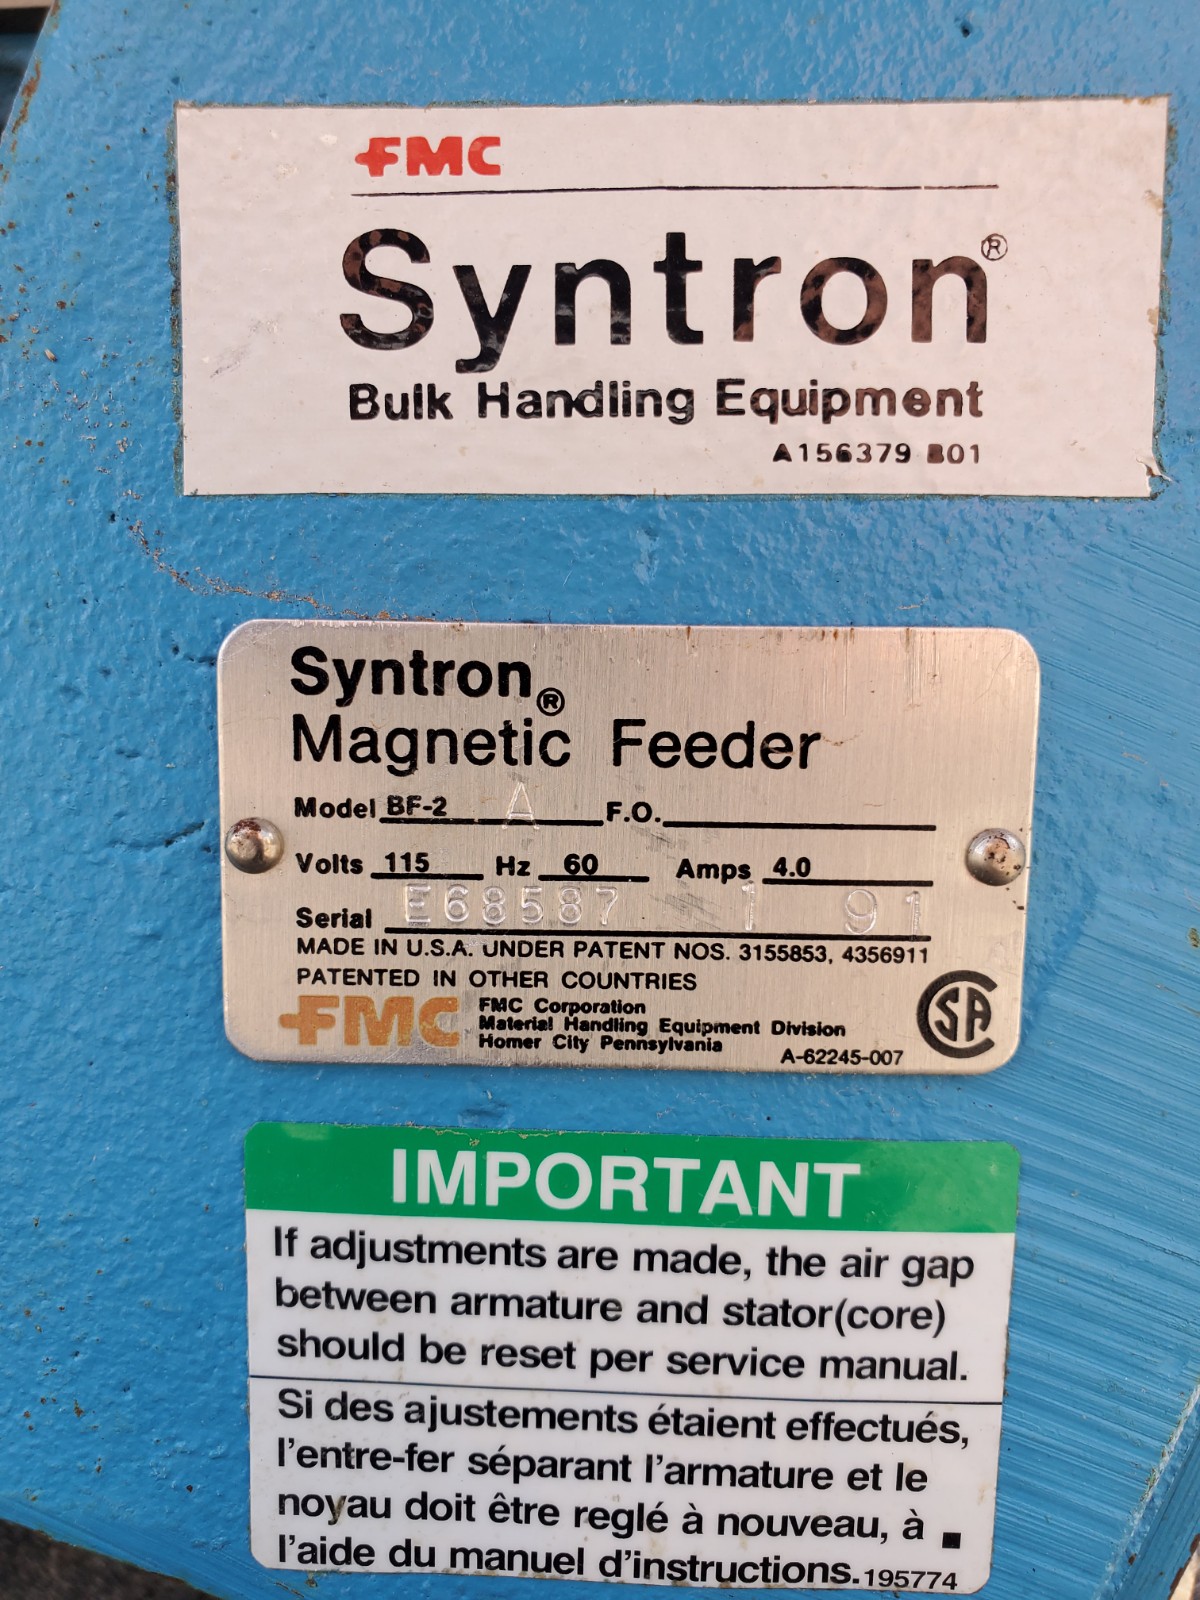 FMC
Syntron®
Bulk Handling Equipment
A156379 B01
Syntron®
Magnetic Feeder
Model BF-2 A F.O.
Volts 115 Hz 60 Amps 4.0
Serial E68587 1 91
MADE IN U.S.A. UNDER PATENT NOS. 3155853, 4356911
PATENTED IN OTHER COUNTRIES
FMC
FMC Corporation
Material Handling Equipment Division
Homer City Pennsylvania
A-62245-007
CSA
IMPORTANT
If adjustments are made, the air gap
between armature and stator(core)
should be reset per service manual.
Si des ajustements étaient effectués,
l'entre-fer séparant l'armature et le
noyau doit être reglé à nouveau, à
l'aide du manuel d'instructions. 195774